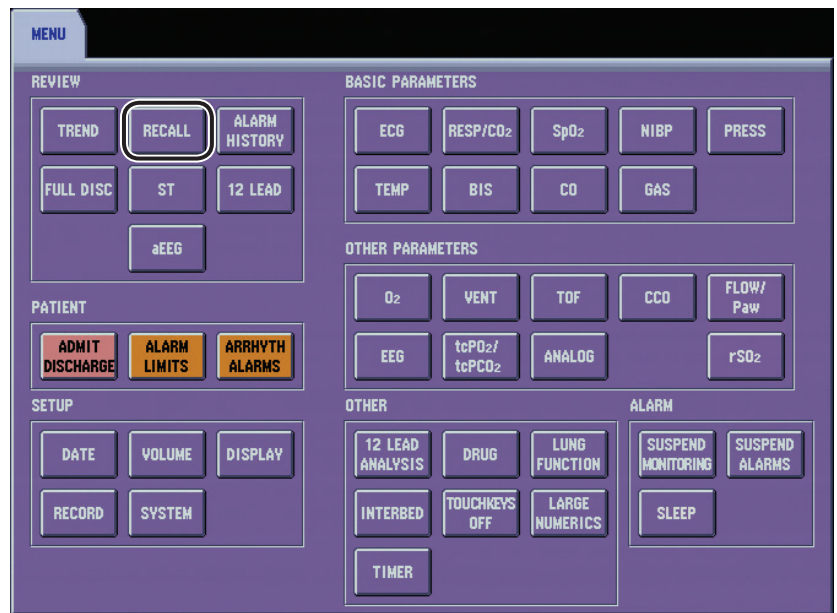 MENU
REVIEW
TREND
RECALL
ALARM
HISTORY
FULL DISC
ST
12 LEAD
aEEG
PATIENT
ADMIT
DISCHARGE
ALARM
LIMITS
ARRHYTH
ALARMS
SETUP
DATE
VOLUME
DISPLAY
RECORD
SYSTEM
BASIC PARAMETERS
ECG
RESP/CO₂
SpO₂
NIBP
PRESS
TEMP
BIS
CO
GAS
OTHER PARAMETERS
O₂
VENT
TOF
CCO
FLOW/
Paw
EEG
tcPO₂/
tcPCO₂
ANALOG
rSO₂
OTHER
12 LEAD
ANALYSIS
DRUG
LUNG
FUNCTION
INTERBED
TOUCHKEYS
OFF
LARGE
NUMERICS
TIMER
ALARM
SUSPEND
MONITORING
SUSPEND
ALARMS
SLEEP